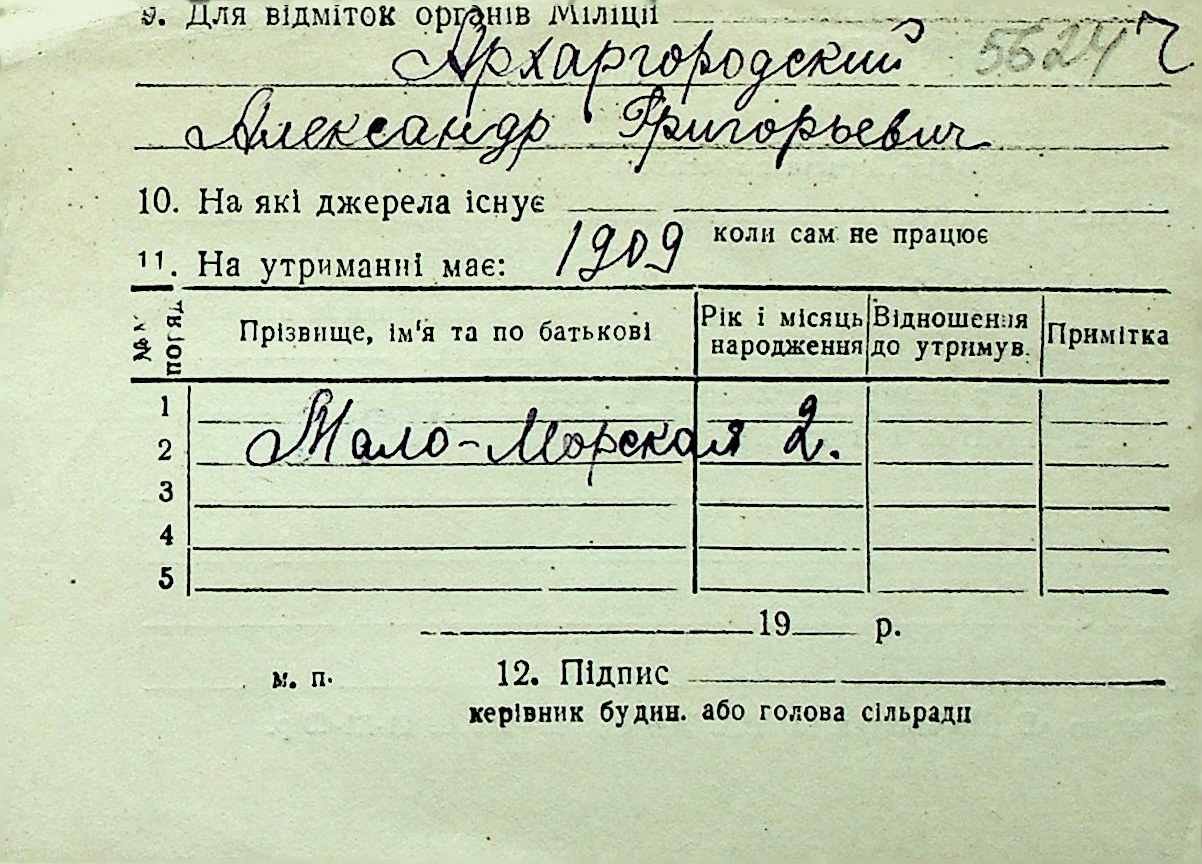 9. Для відміток органів Міліції
Архаргородский 5624 Ч
Александр Григорьевич
10. На які джерела існує
коли сам не працює
11. На утриманні має: 1909
№№ поряд. Прізвище, ім'я та по батькові Рік і місяць народження Відношення до утримув. Примітка
1
Мало-Морская 2.
2
3
4
5
19 р.
м. п. 12. Підпис
керівник будин. або голова сільради